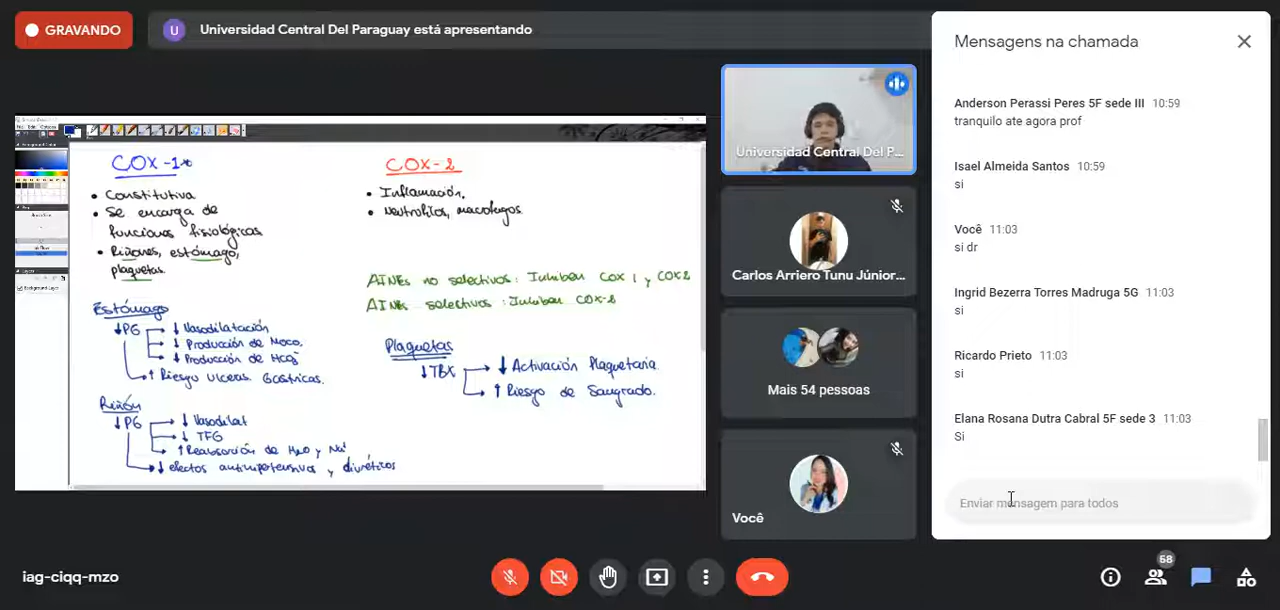 GRAVANDO
U
Universidad Central Del Paraguay está apresentando
COX-1
• Constitutiva
• Se encarga de
funciones fisiológicas
• Riñones, estómago,
plaquetas.
COX-2
• Inflamación.
• Neutrofilos, macrofagos.
AINEs no selectivos: Inhiben COX 1 y COX2
AINEs selectivos: Inhiben COX-2
Estómago
↓PG
↓ Vasodilatación
↓ Producción de Moco.
↓ Producción de HCO3
↑ Riesgo ulceras Gástricas.
Plaquetas
↓TBX
↓ Activación Plaquetaria.
↑ Riesgo de Sangrado.
Riñón
↓PG
↓ Vasodilat
↓ TFG
↑ Reabsorción de H2O y Na+
↓ efectos antihipertensivos y diuréticos
Universidad Central Del P...
Carlos Arriero Tunu Júnior...
Mais 54 pessoas
Você
Mensagens na chamada
Anderson Perassi Peres 5F sede III 10:59
tranquilo ate agora prof
Isael Almeida Santos 10:59
si
Você 11:03
si dr
Ingrid Bezerra Torres Madruga 5G 11:03
si
Ricardo Prieto 11:03
si
Elana Rosana Dutra Cabral 5F sede 3 11:03
Si
Enviar mensagem para todos
iag-ciqq-mzo
58